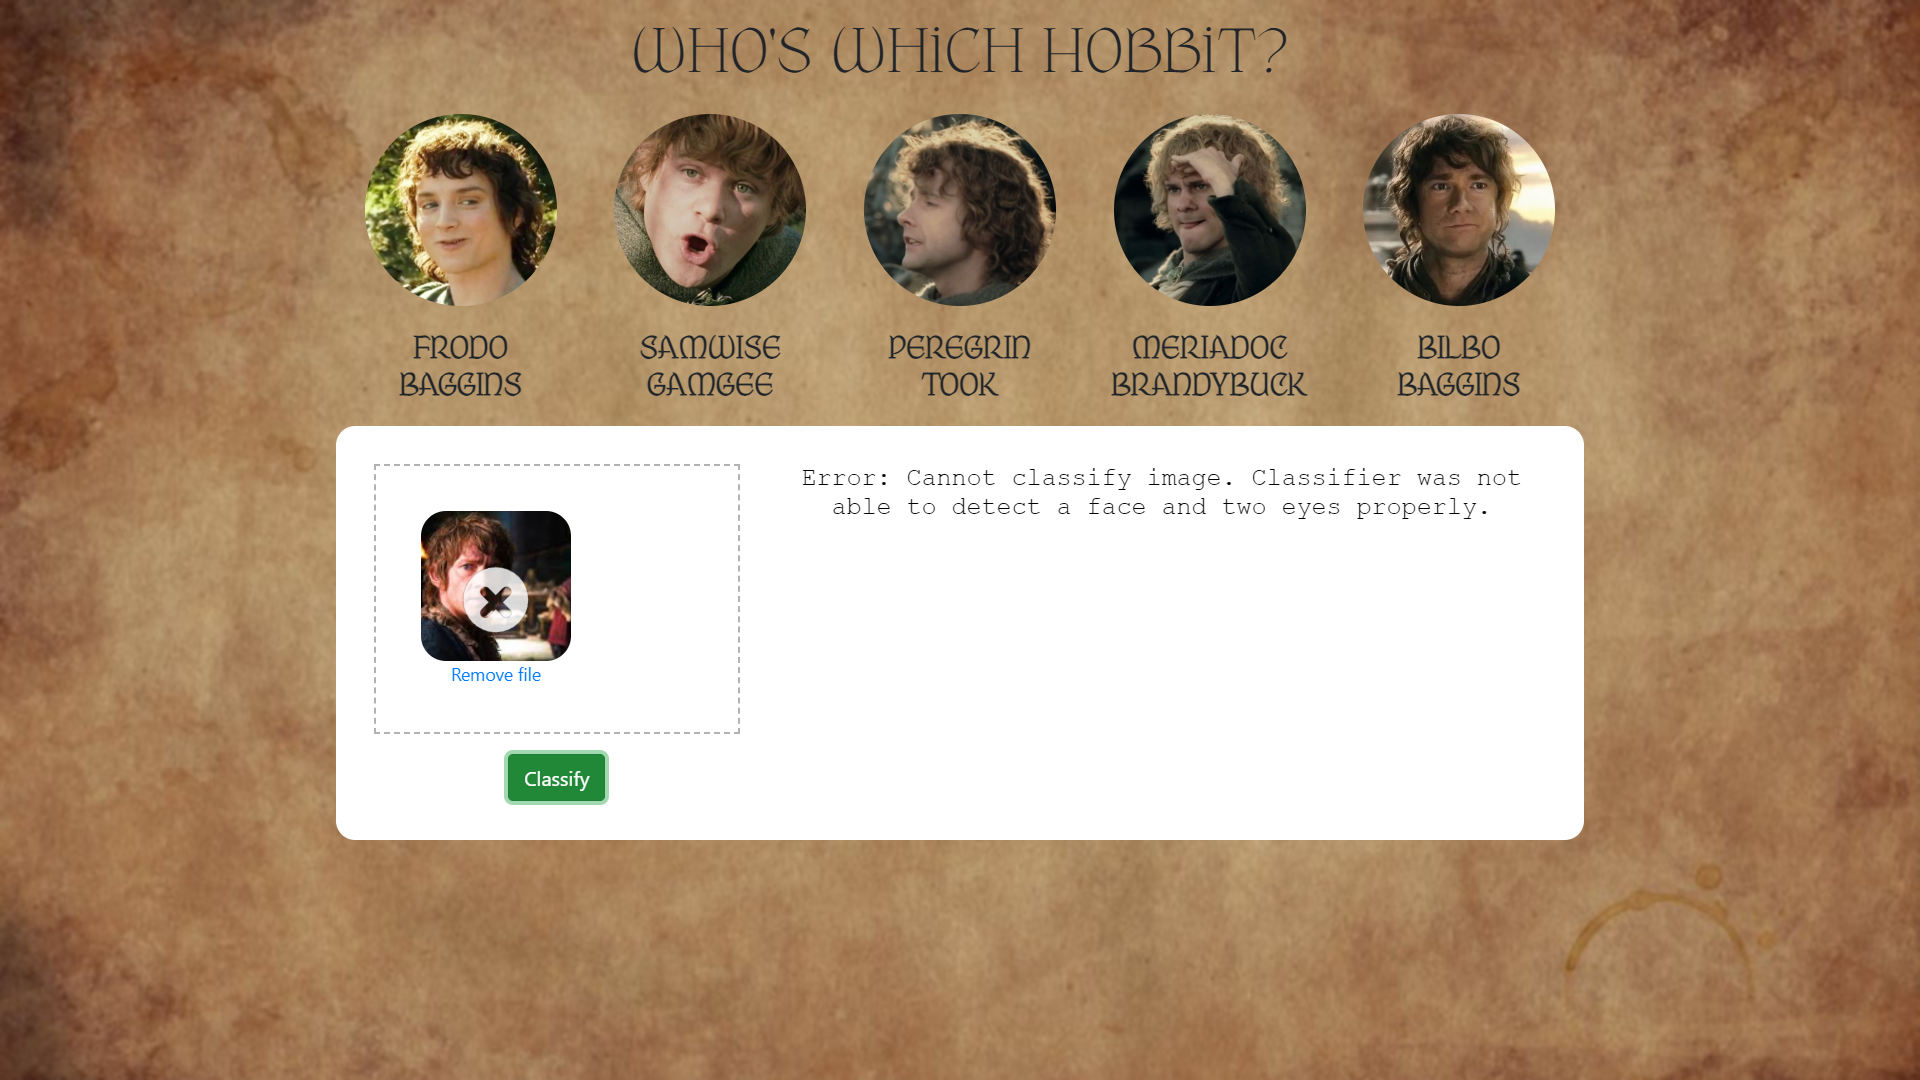 WHO'S WHiCH HOBBiT?
FRODO
BAGGINS
SAMWISE
GAMGEE
PEREGRIN
TOOK
MERIADOC
BRANDYBUCK
BILBO
BAGGINS
Error: Cannot classify image. Classifier was not
able to detect a face and two eyes properly.
Remove file
Classify